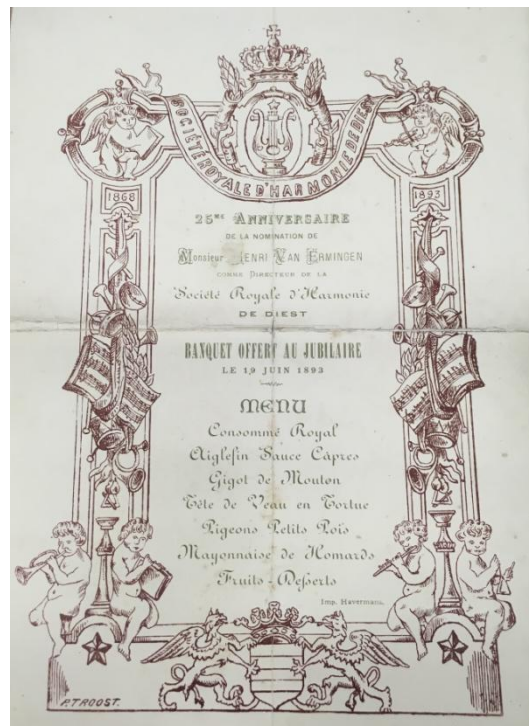 SOCIÉTÉ ROYALE D'HARMONIE DE DIEST
1868
1893
25ME ANNIVERSAIRE
DE LA NOMINATION DE
Monsieur HENRI VAN ERMINGEN
COMME DIRECTEUR DE LA
Société Royale d'Harmonie
DE DIEST
BANQUET OFFERT AU JUBILAIRE
LE 19 JUIN 1893
MENU
Consommé Royal
Aiglefin Sauce Câpres
Gigot de Mouton
Tête de Veau en Tortue
Pigeons Petits Pois
Mayonnaise de Homards
Fruits - Desserts
Imp. Havermans.
P. TROOST.